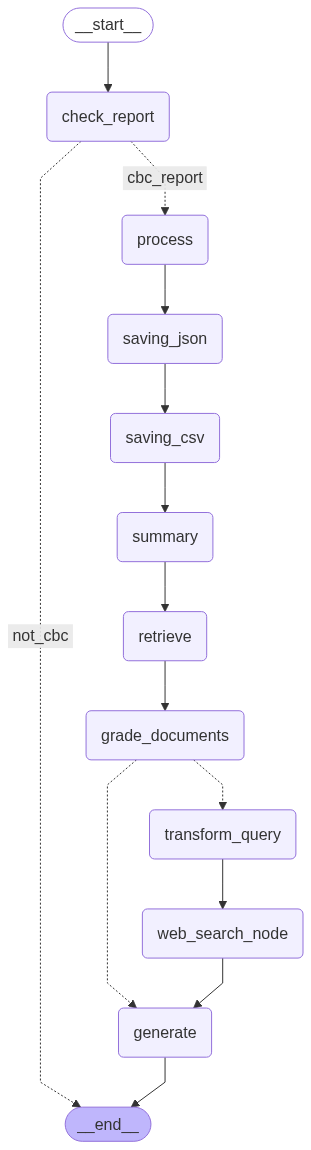 __start__
check_report
cbc_report
process
saving_json
saving_csv
summary
not_cbc
retrieve
grade_documents
transform_query
web_search_node
generate
__end__